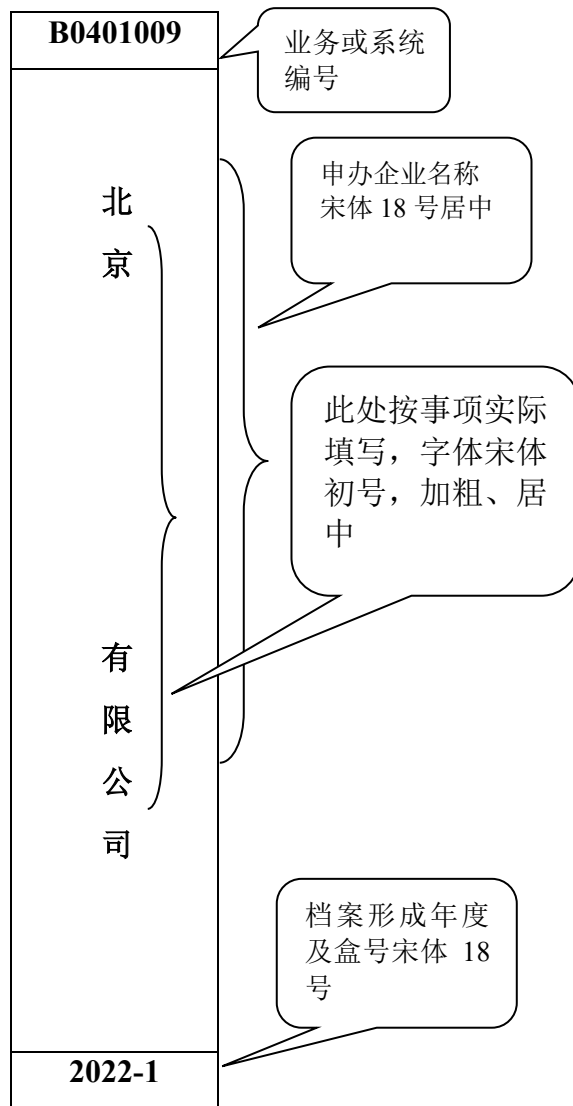 B0401009
业务或系统
编号
申办企业名称
宋体 18 号居中
北
京
此处按事项实际
填写，字体宋体
初号，加粗、居
中
有
限
公
司
档案形成年度
及盒号宋体 18
号
2022-1